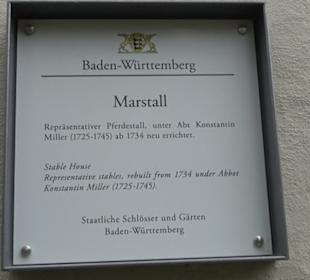 Baden-Württemberg
Marstall
Repräsentativer Pferdestall, unter Abt Konstantin
Miller (1725-1745) ab 1734 neu errichtet.
Stable House
Representative stables, rebuilt from 1734 under Abbot
Konstantin Miller (1725-1745).
Staatliche Schlösser und Gärten
Baden-Württemberg